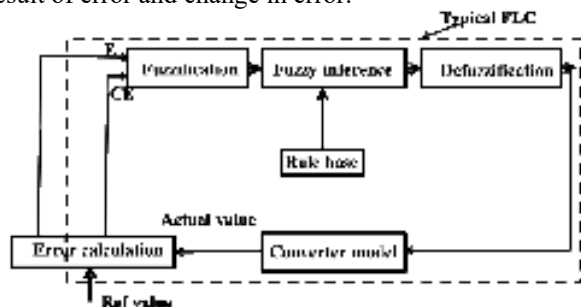 result of error and change in error.
Typical FLC
E
Fuzzification
Fuzzy inference
Defuzzification
CE
Rule base
Actual value
Error calculation
Converter model
Ref value